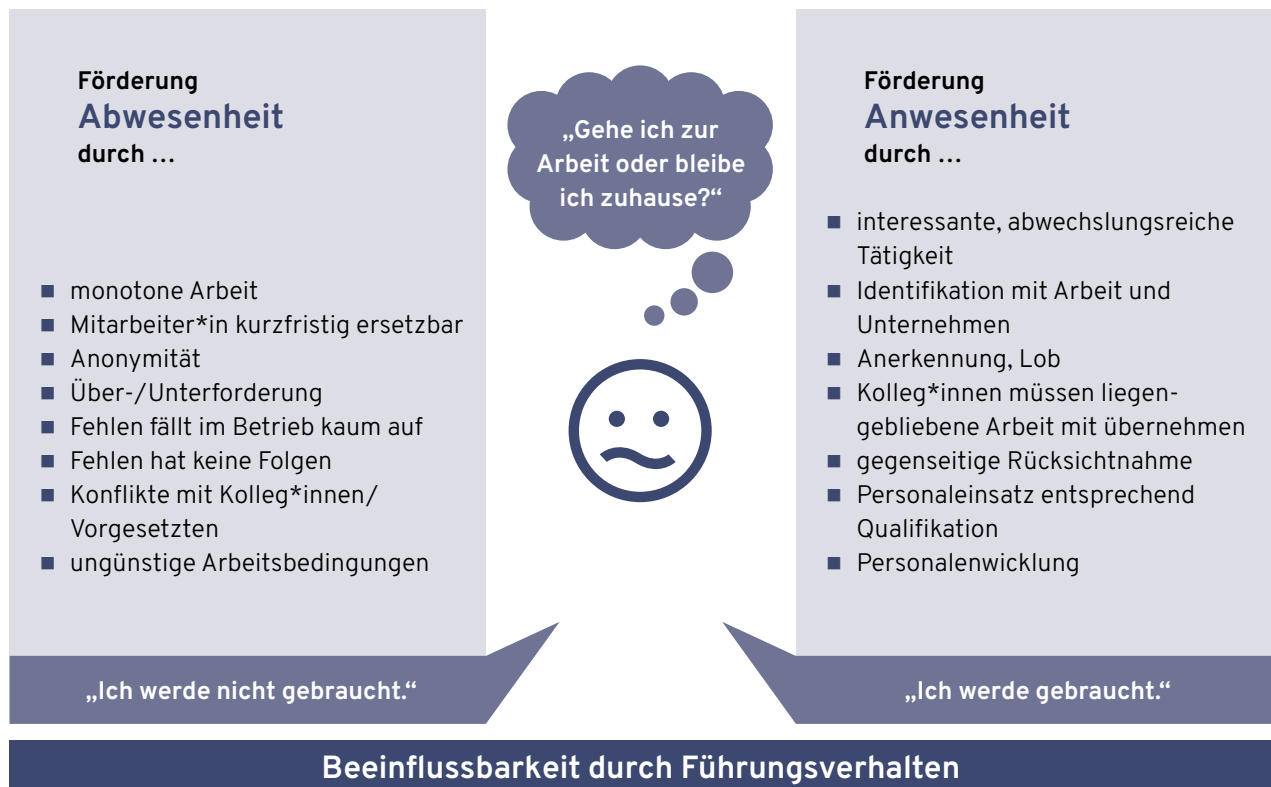 Förderung
Abwesenheit
durch …
■ monotone Arbeit
■ Mitarbeiter*in kurzfristig ersetzbar
■ Anonymität
■ Über-/Unterforderung
■ Fehlen fällt im Betrieb kaum auf
■ Fehlen hat keine Folgen
■ Konflikte mit Kolleg*innen/
Vorgesetzten
■ ungünstige Arbeitsbedingungen
„Ich werde nicht gebraucht.“
„Gehe ich zur
Arbeit oder bleibe
ich zuhause?“
Förderung
Anwesenheit
durch …
■ interessante, abwechslungsreiche
Tätigkeit
■ Identifikation mit Arbeit und
Unternehmen
■ Anerkennung, Lob
■ Kolleg*innen müssen liegen-
gebliebene Arbeit mit übernehmen
■ gegenseitige Rücksichtnahme
■ Personaleinsatz entsprechend
Qualifikation
■ Personalenwicklung
„Ich werde gebraucht.“
Beeinflussbarkeit durch Führungsverhalten